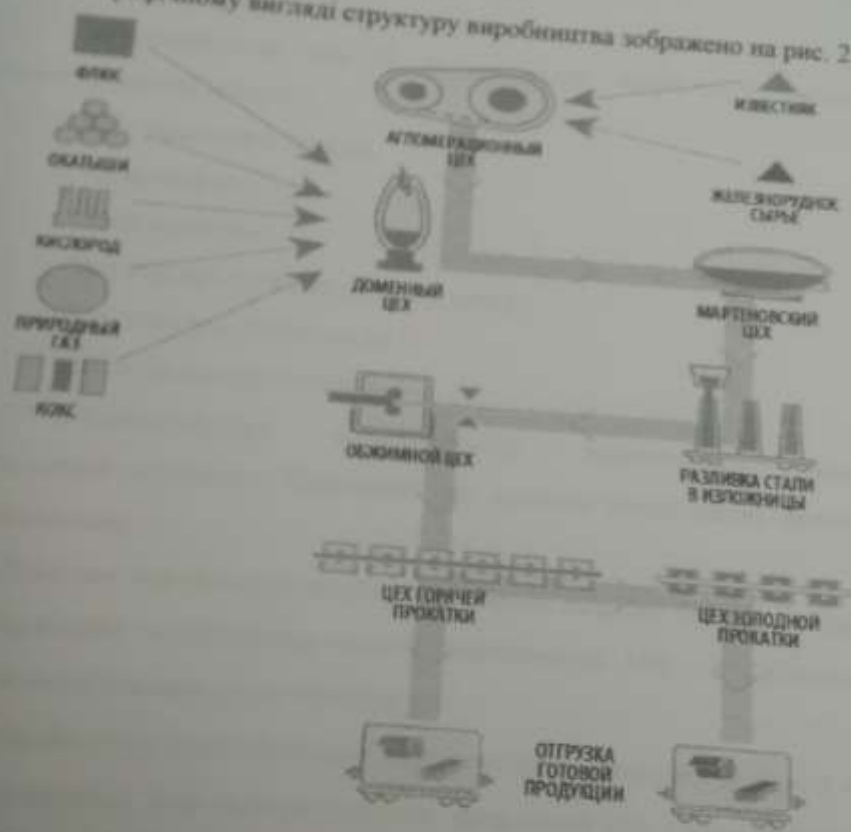 вигляді структуру виробництва зображено на рис. 2
ФЛЮС
ОКАТЫШИ
КИСЛОРОД
ПРИРОДНЫЙ
ГАЗ
КОКС
АГЛОМЕРАЦИОННЫЙ
ЦЕХ
ИЗВЕСТНЯК
ЖЕЛЕЗНОРУДНОЕ
СЫРЬЕ
ДОМЕННЫЙ
ЦЕХ
МАРТЕНОВСКИЙ
ЦЕХ
ОБЖИМНОЙ ЦЕХ
РАЗЛИВКА СТАЛИ
В ИЗЛОЖНИЦЫ
ЦЕХ ГОРЯЧЕЙ
ПРОКАТКИ
ЦЕХ ХОЛОДНОЙ
ПРОКАТКИ
ОТГРУЗКА
ГОТОВОЙ
ПРОДУКЦИИ